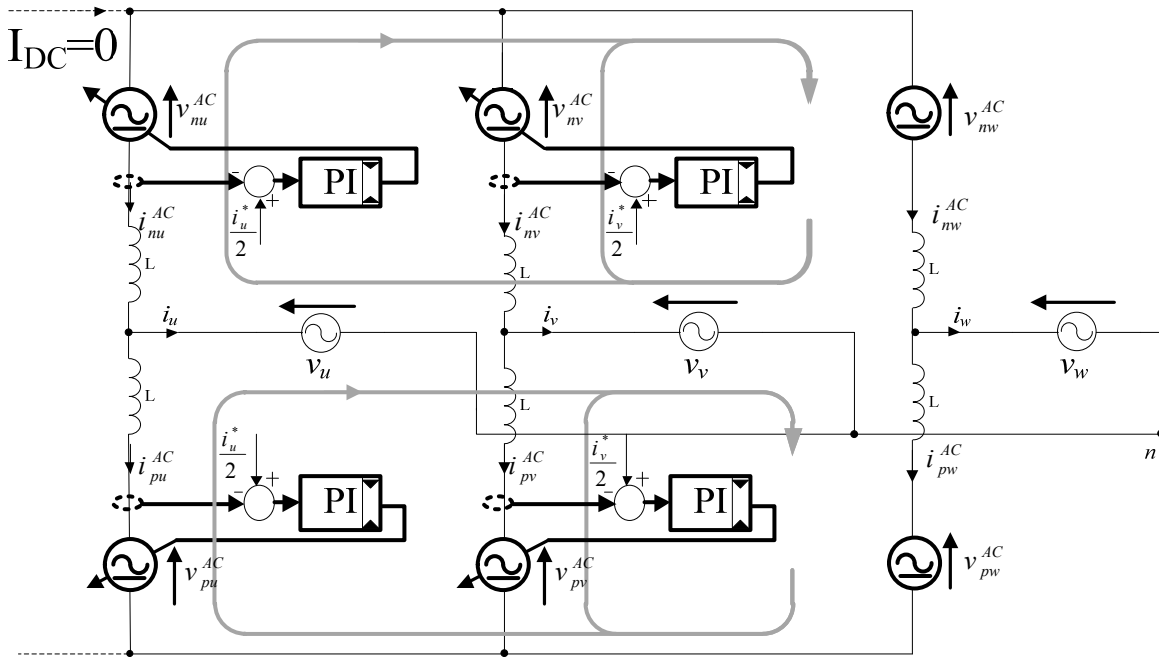 I_DC=0
v_nu^AC
v_nv^AC
v_nw^AC
- PI
+
i_u^*/2
- PI
+
i_v^*/2
i_nu^AC
i_nv^AC
i_nw^AC
L
L
L
i_u
i_v
i_w
v_u
v_v
v_w
L
L
L
n
i_u^*/2
i_v^*/2
i_pu^AC
i_pv^AC
i_pw^AC
+
- PI
+
- PI
v_pu^AC
v_pv^AC
v_pw^AC